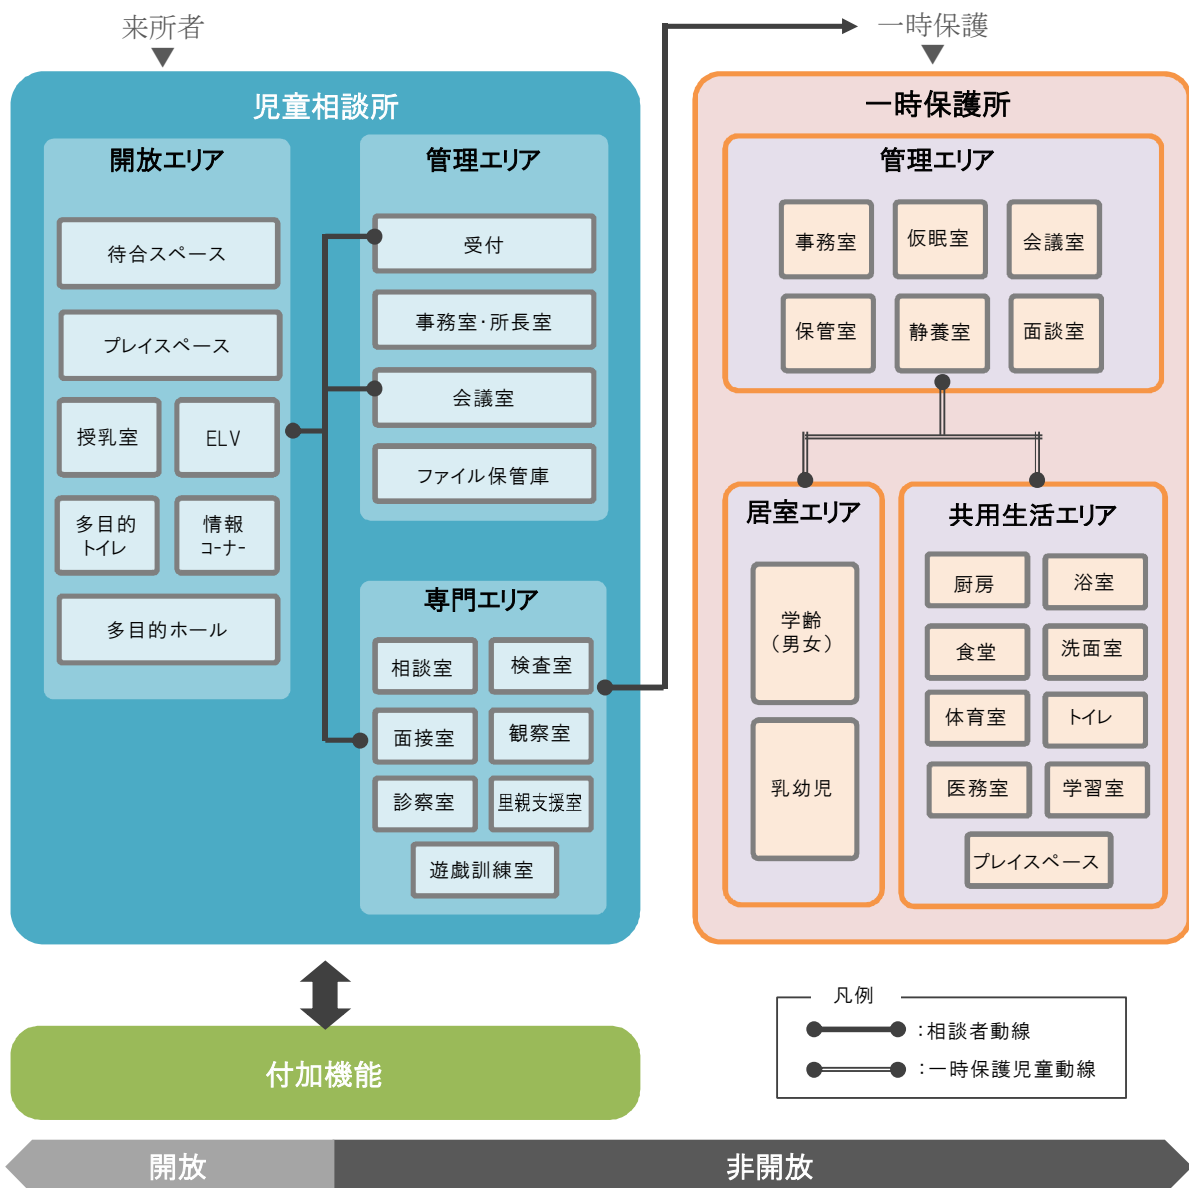 来所者
児童相談所
開放エリア
待合スペース
プレイスペース
授乳室
ELV
多目的
トイレ
情報
コーナー
多目的ホール
管理エリア
受付
事務室・所長室
会議室
ファイル保管庫
専門エリア
相談室
検査室
面接室
観察室
診察室
里親支援室
遊戯訓練室
一時保護
一時保護所
管理エリア
事務室
仮眠室
会議室
保管室
静養室
面談室
居室エリア
学齢
（男女）
乳幼児
共用生活エリア
厨房
浴室
食堂
洗面室
体育室
トイレ
医務室
学習室
プレイスペース
付加機能
凡例
：相談者動線
：一時保護児童動線
開放
非開放